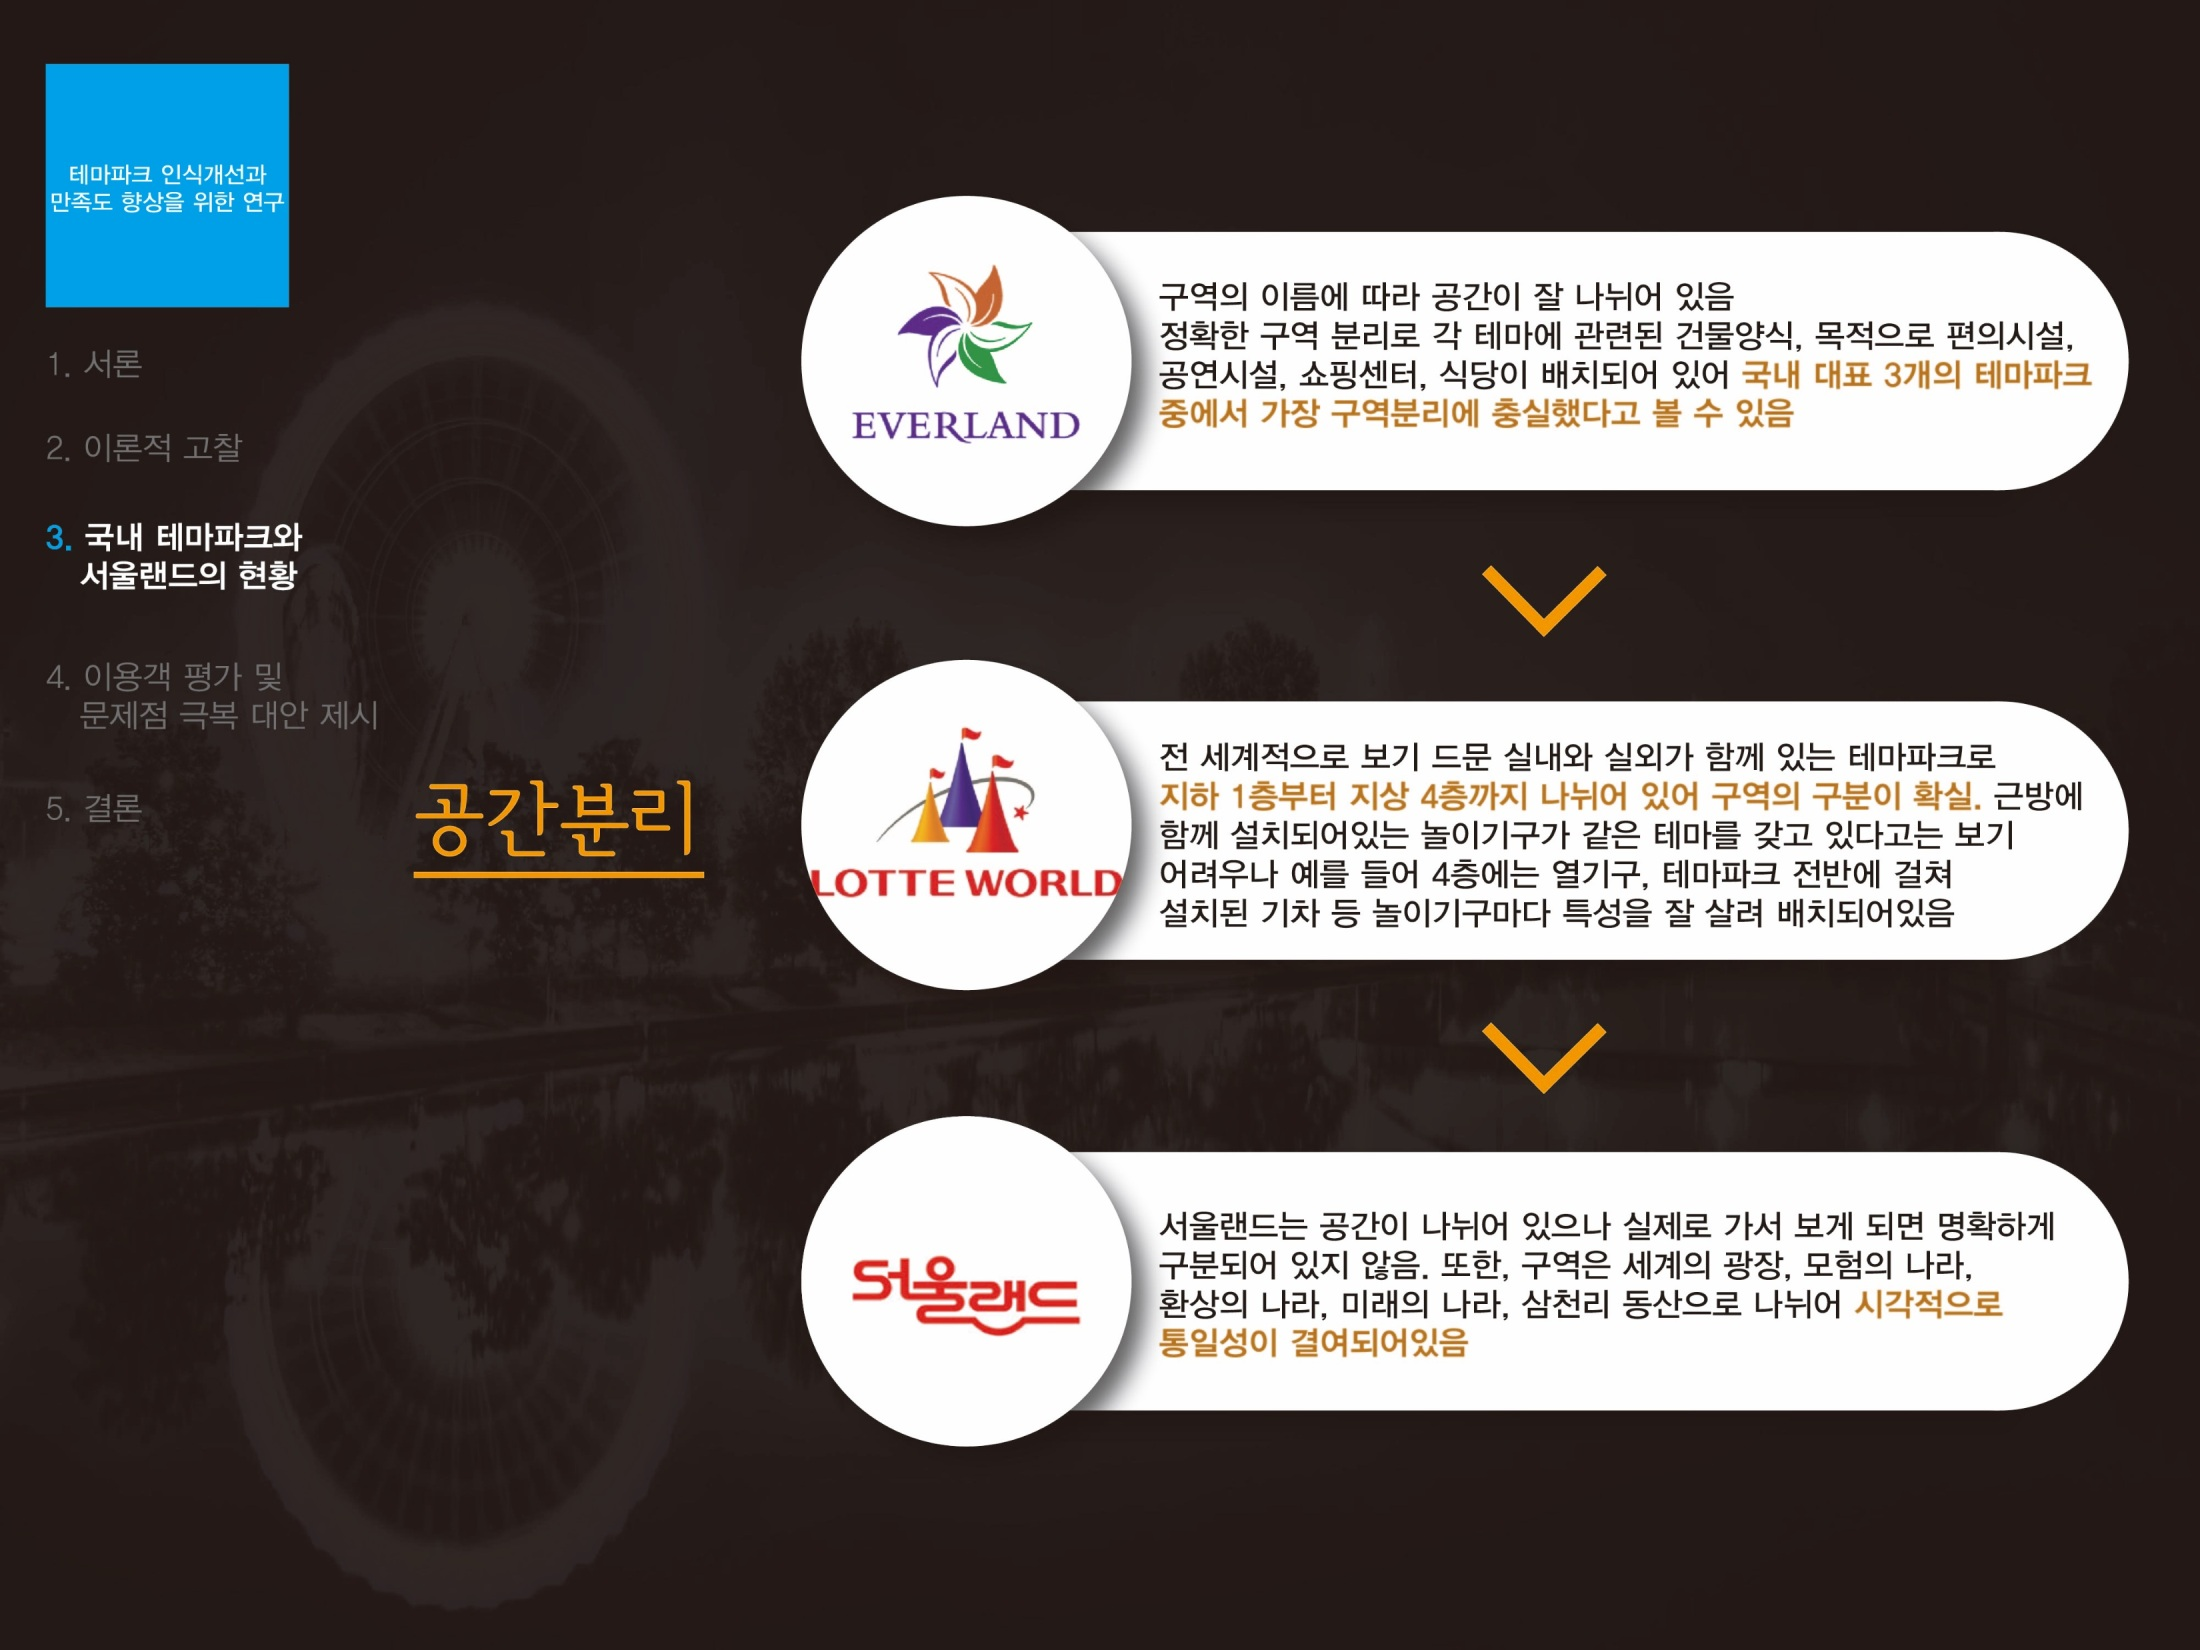 테마파크 인식개선과
만족도 향상을 위한 연구
1. 서론
2. 이론적 고찰
3. 국내 테마파크와
서울랜드의 현황
4. 이용객 평가 및
문제점 극복 대안 제시
5. 결론
공간분리
EVERLAND
구역의 이름에 따라 공간이 잘 나뉘어 있음
정확한 구역 분리로 각 테마에 관련된 건물양식, 목적으로 편의시설,
공연시설, 쇼핑센터, 식당이 배치되어 있어 국내 대표 3개의 테마파크
중에서 가장 구역분리에 충실했다고 볼 수 있음
LOTTE WORLD
전 세계적으로 보기 드문 실내와 실외가 함께 있는 테마파크로
지하 1층부터 지상 4층까지 나뉘어 있어 구역의 구분이 확실. 근방에
함께 설치되어있는 놀이기구가 같은 테마를 갖고 있다고는 보기
어려우나 예를 들어 4층에는 열기구, 테마파크 전반에 걸쳐
설치된 기차 등 놀이기구마다 특성을 잘 살려 배치되어있음
서울랜드
서울랜드는 공간이 나뉘어 있으나 실제로 가서 보게 되면 명확하게
구분되어 있지 않음. 또한, 구역은 세계의 광장, 모험의 나라,
환상의 나라, 미래의 나라, 삼천리 동산으로 나뉘어 시각적으로
통일성이 결여되어있음